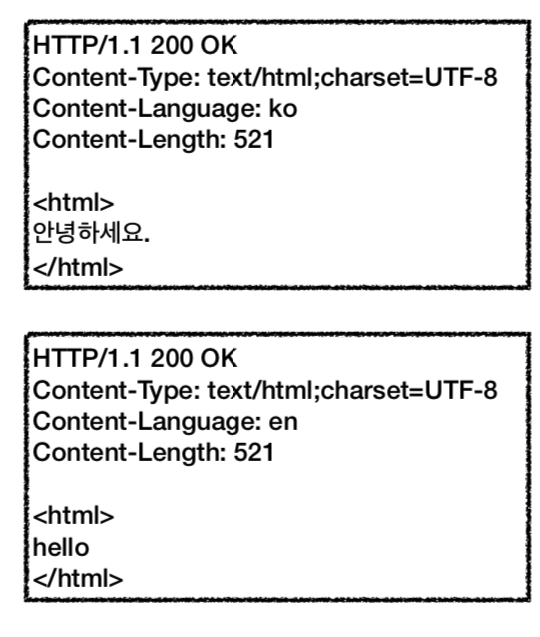 HTTP/1.1 200 OK
Content-Type: text/html;charset=UTF-8
Content-Language: ko
Content-Length: 521
<html>
안녕하세요.
</html>
HTTP/1.1 200 OK
Content-Type: text/html;charset=UTF-8
Content-Language: en
Content-Length: 521
<html>
hello
</html>